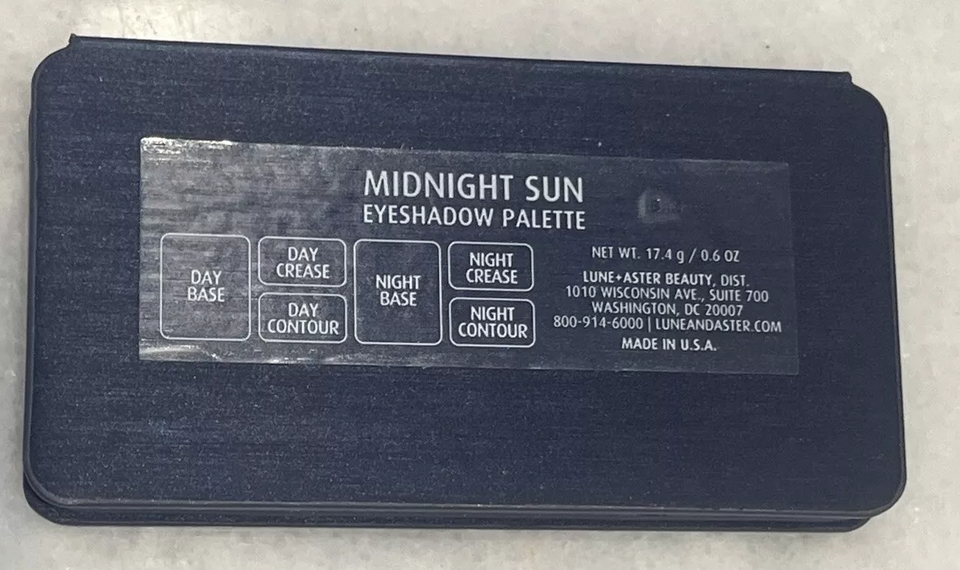 MIDNIGHT SUN
EYESHADOW PALETTE
DAY
BASE
DAY
CREASE
DAY
CONTOUR
NIGHT
BASE
NIGHT
CREASE
NIGHT
CONTOUR
NET WT. 17.4 g / 0.6 OZ
LUNE+ASTER BEAUTY, DIST.
1010 WISCONSIN AVE., SUITE 700
WASHINGTON, DC 20007
800-914-6000 | LUNEANDASTER.COM
MADE IN U.S.A.